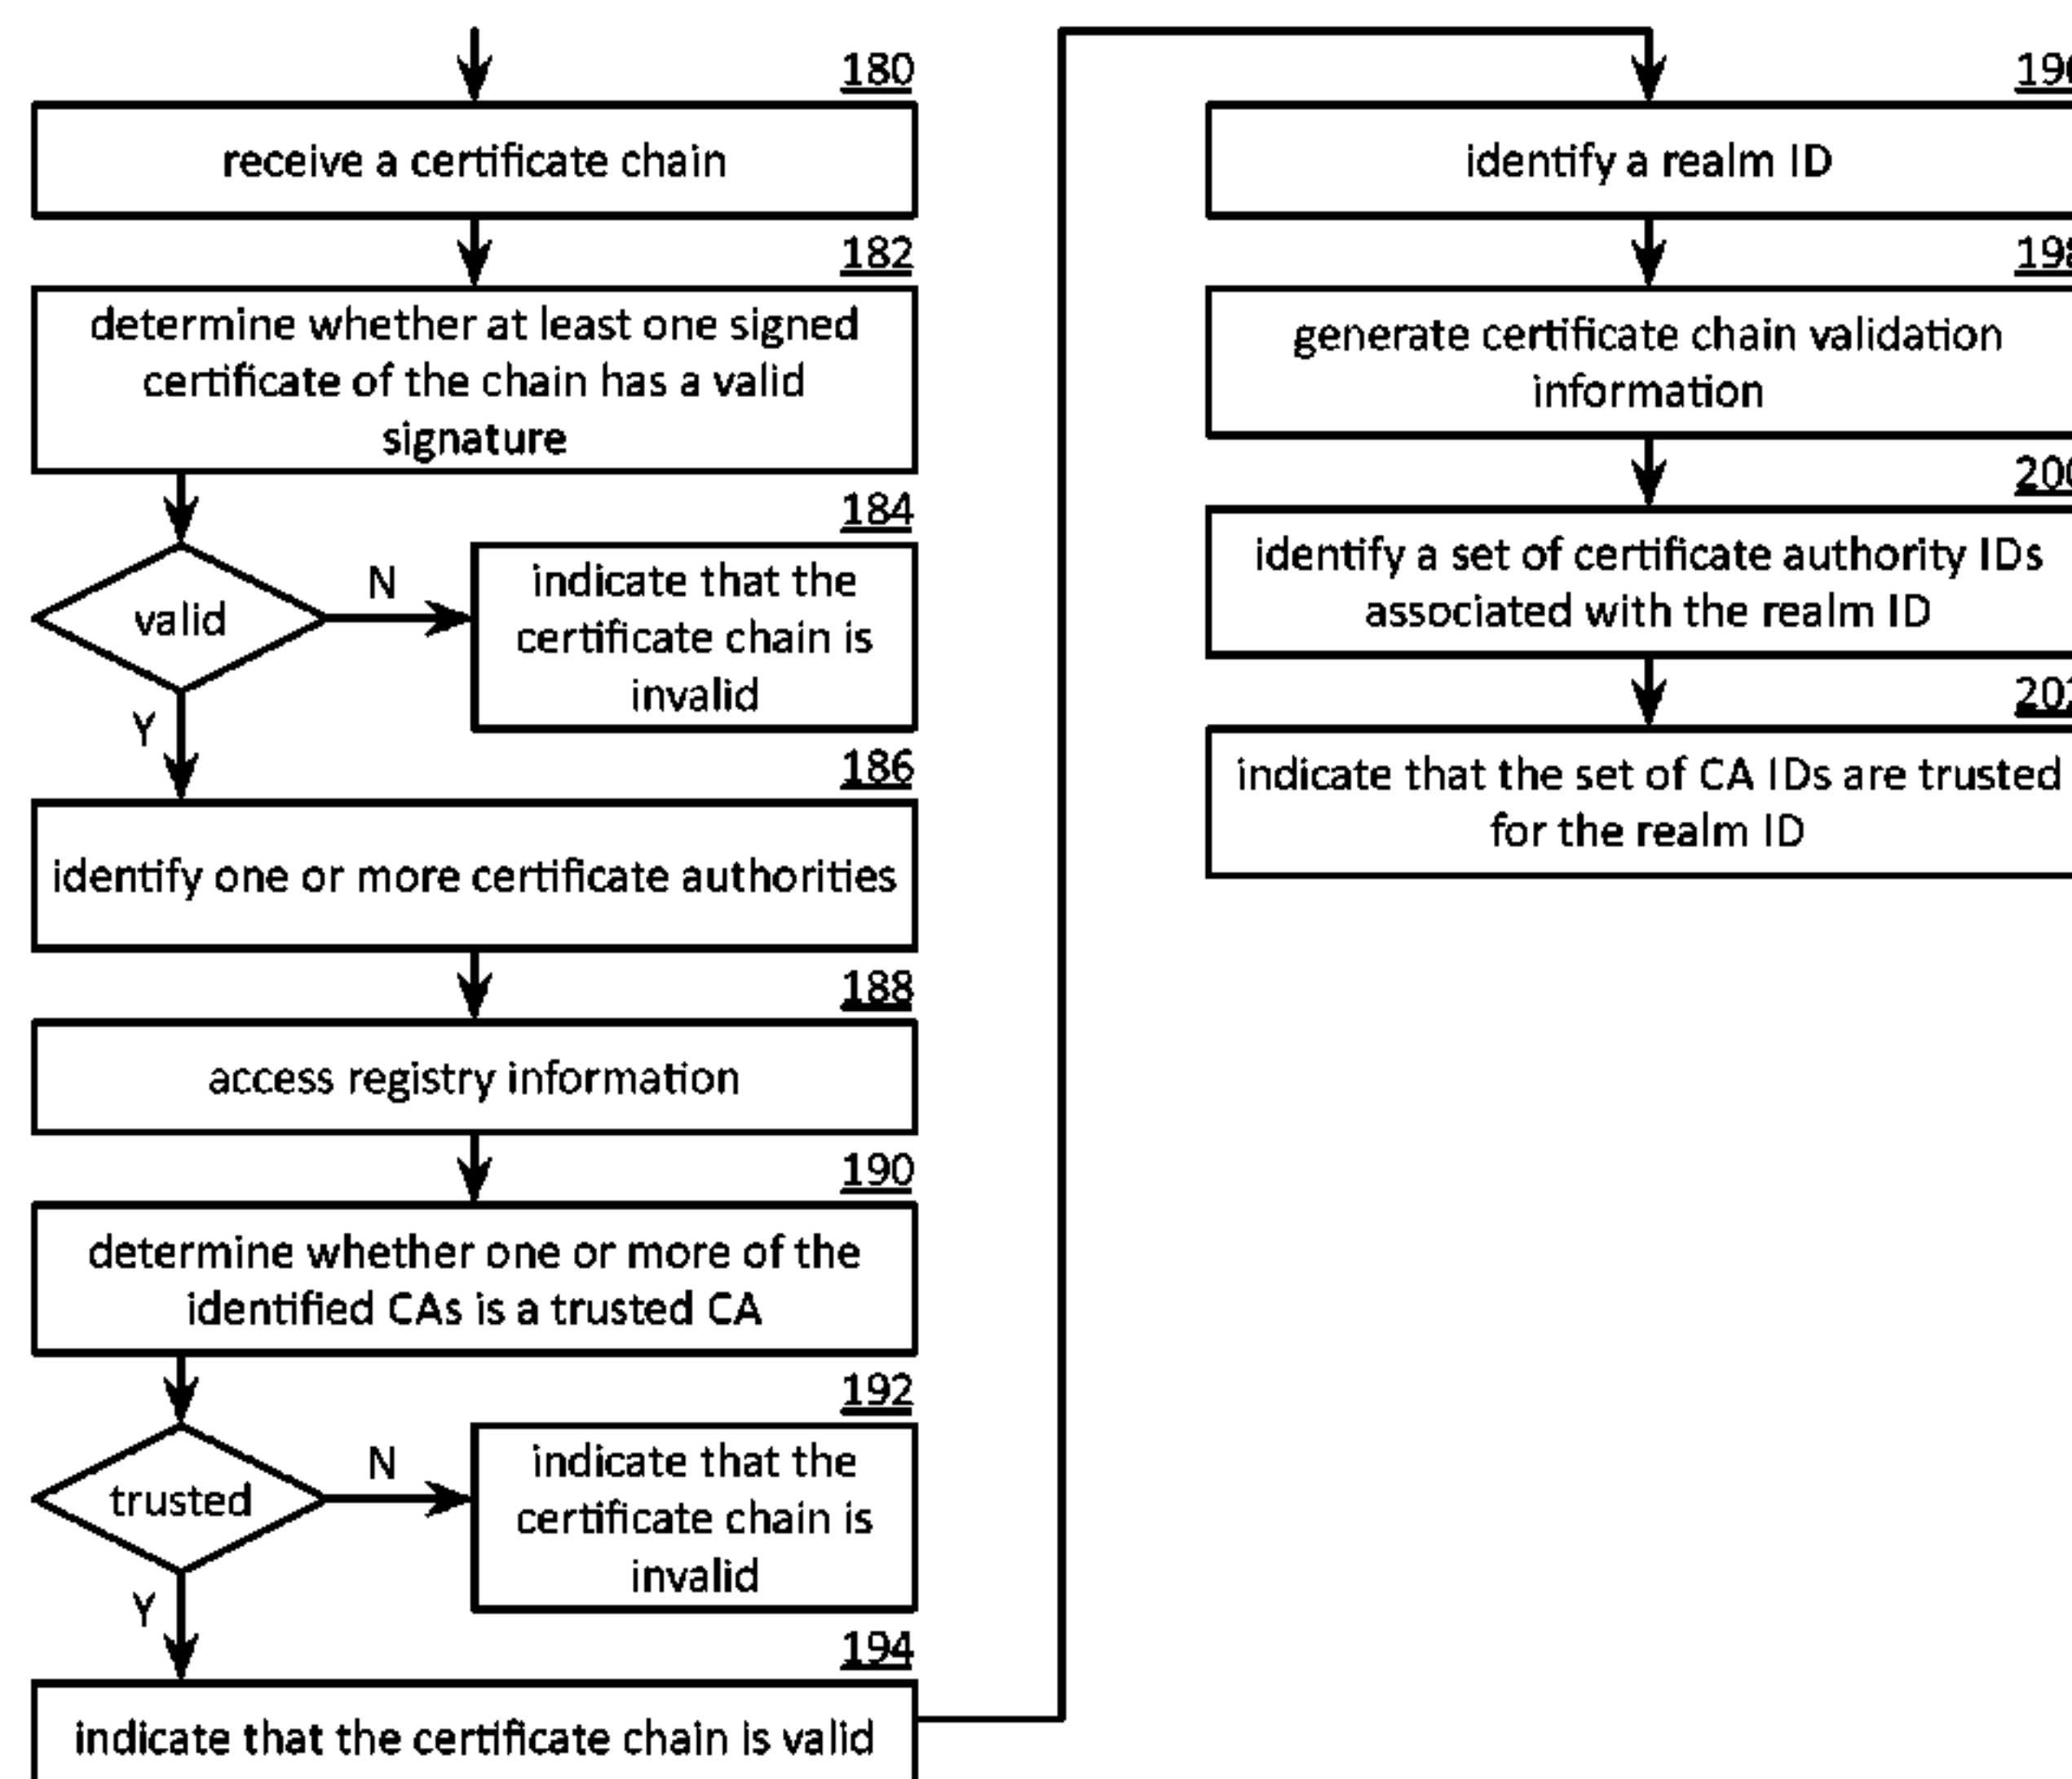 180
receive a certificate chain
182
determine whether at least one signed
certificate of the chain has a valid
signature
184
valid
N
indicate that the
certificate chain is
invalid
Y
186
identify one or more certificate authorities
188
access registry information
190
determine whether one or more of the
identified CAs is a trusted CA
192
trusted
N
indicate that the
certificate chain is
invalid
Y
194
indicate that the certificate chain is valid
identify a realm ID
generate certificate chain validation
information
identify a set of certificate authority IDs
associated with the realm ID
indicate that the set of CA IDs are trusted
for the realm ID